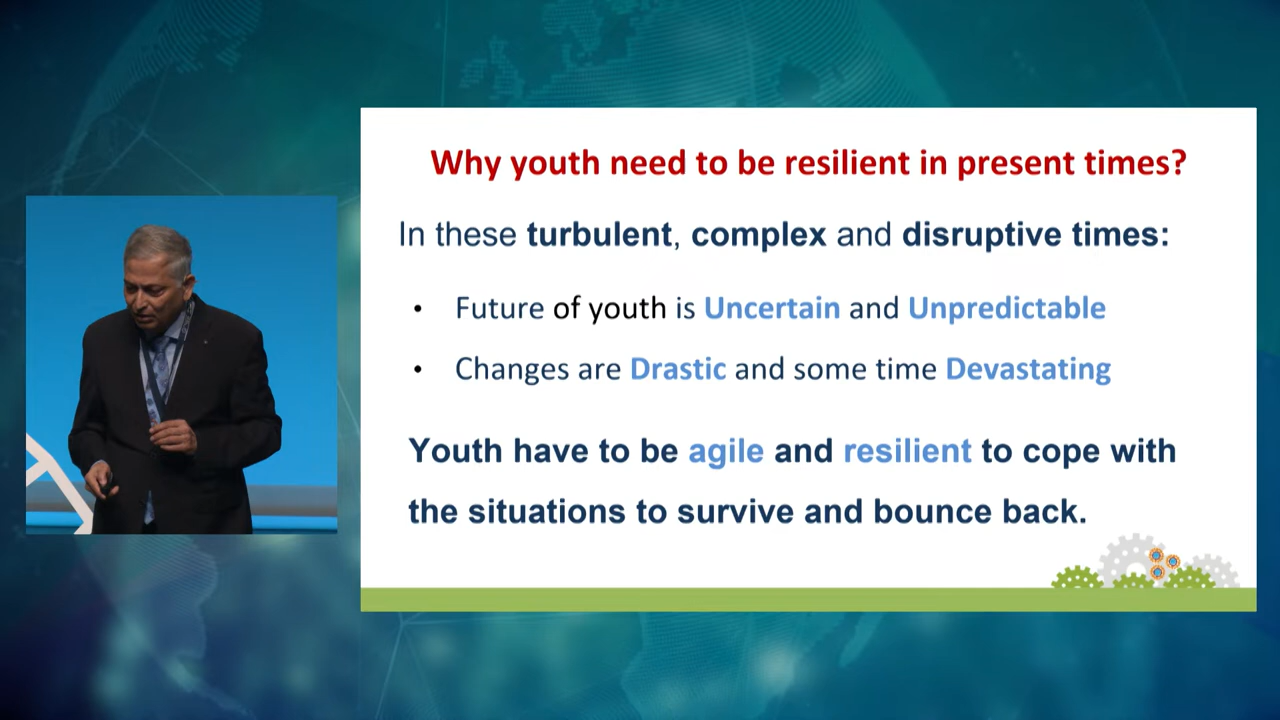 Why youth need to be resilient in present times?
In these turbulent, complex and disruptive times:
• Future of youth is Uncertain and Unpredictable
• Changes are Drastic and some time Devastating
Youth have to be agile and resilient to cope with
the situations to survive and bounce back.